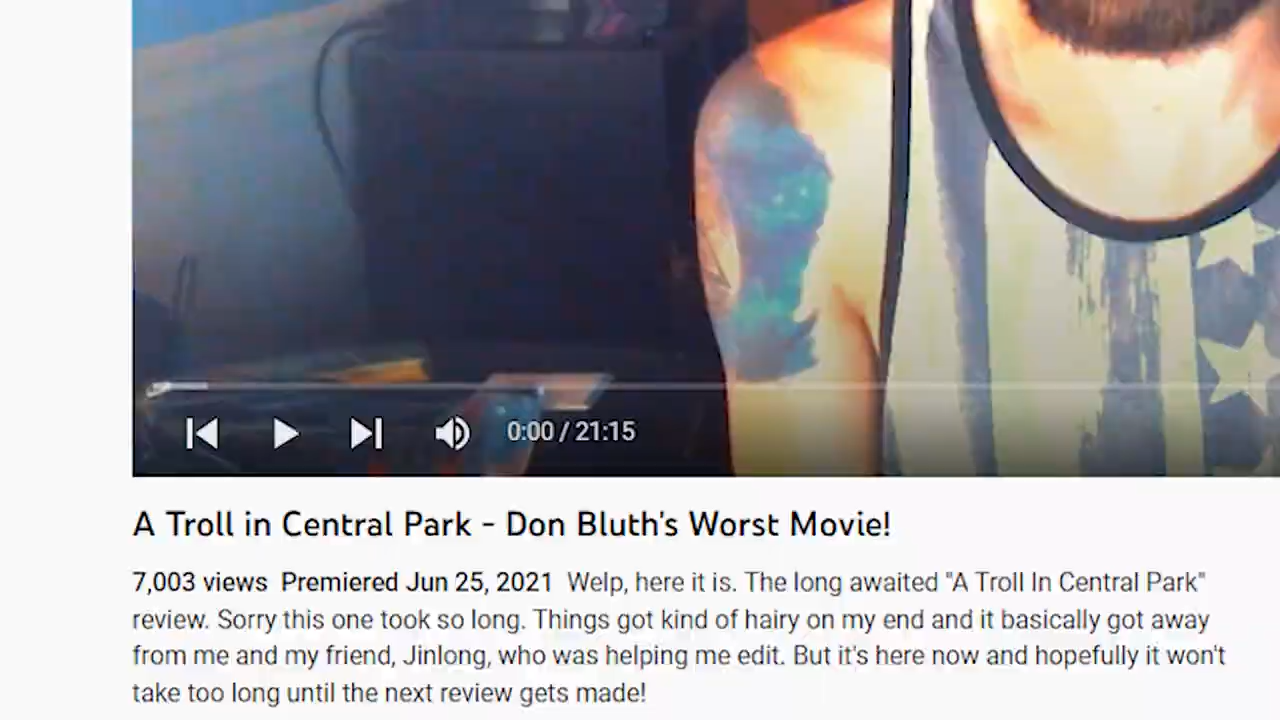 0:00 / 21:15
A Troll in Central Park - Don Bluth's Worst Movie!
7,003 views Premiered Jun 25, 2021 Welp, here it is. The long awaited "A Troll In Central Park"
review. Sorry this one took so long. Things got kind of hairy on my end and it basically got away
from me and my friend, Jinlong, who was helping me edit. But it's here now and hopefully it won't
take too long until the next review gets made!